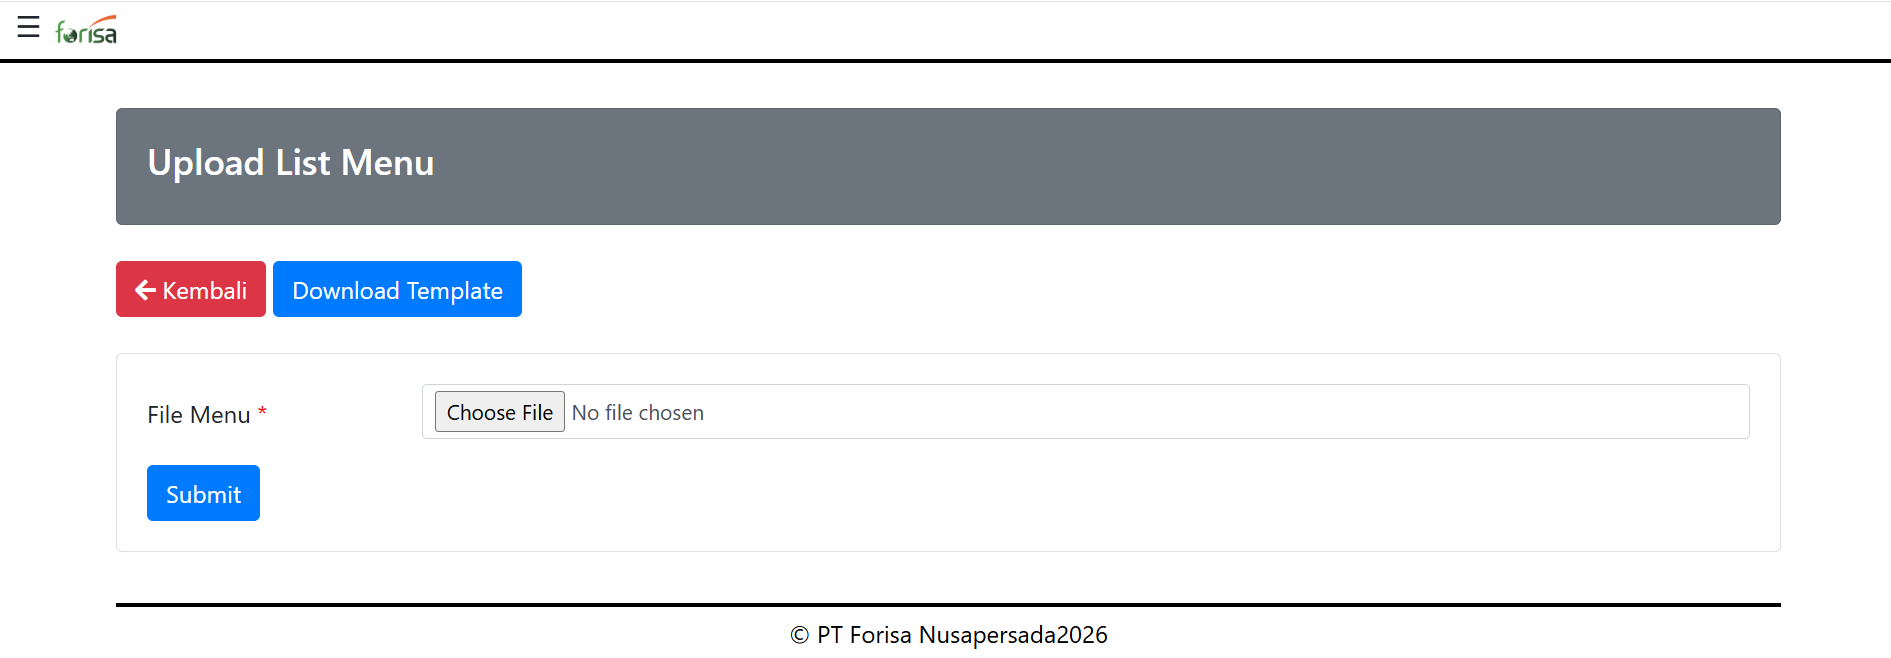 ☰ forisa
Upload List Menu
Kembali Download Template
File Menu * Choose File No file chosen
Submit
© PT Forisa Nusapersada2026